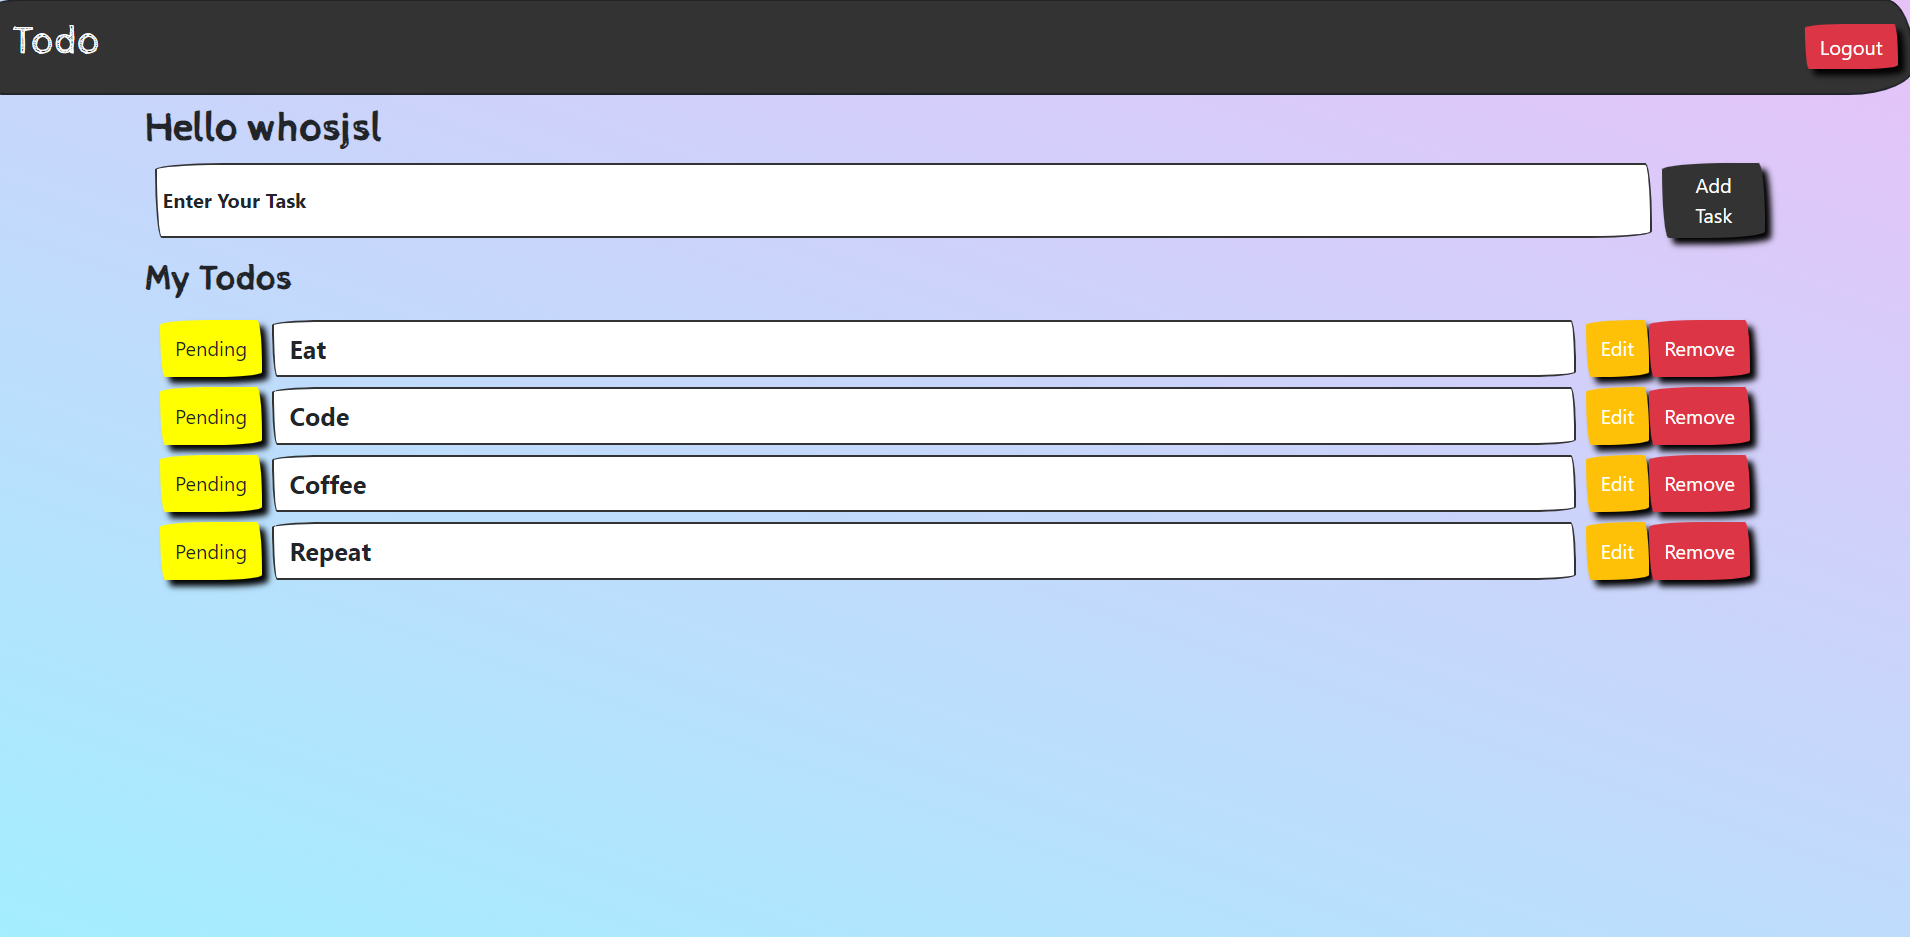 Todo
Logout
Hello whosjsl
Enter Your Task
Add
Task
My Todos
Pending Eat Edit Remove
Pending Code Edit Remove
Pending Coffee Edit Remove
Pending Repeat Edit Remove